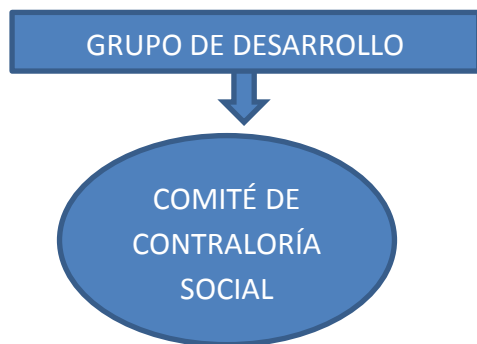 GRUPO DE DESARROLLO
COMITÉ DE
CONTRALORÍA
SOCIAL